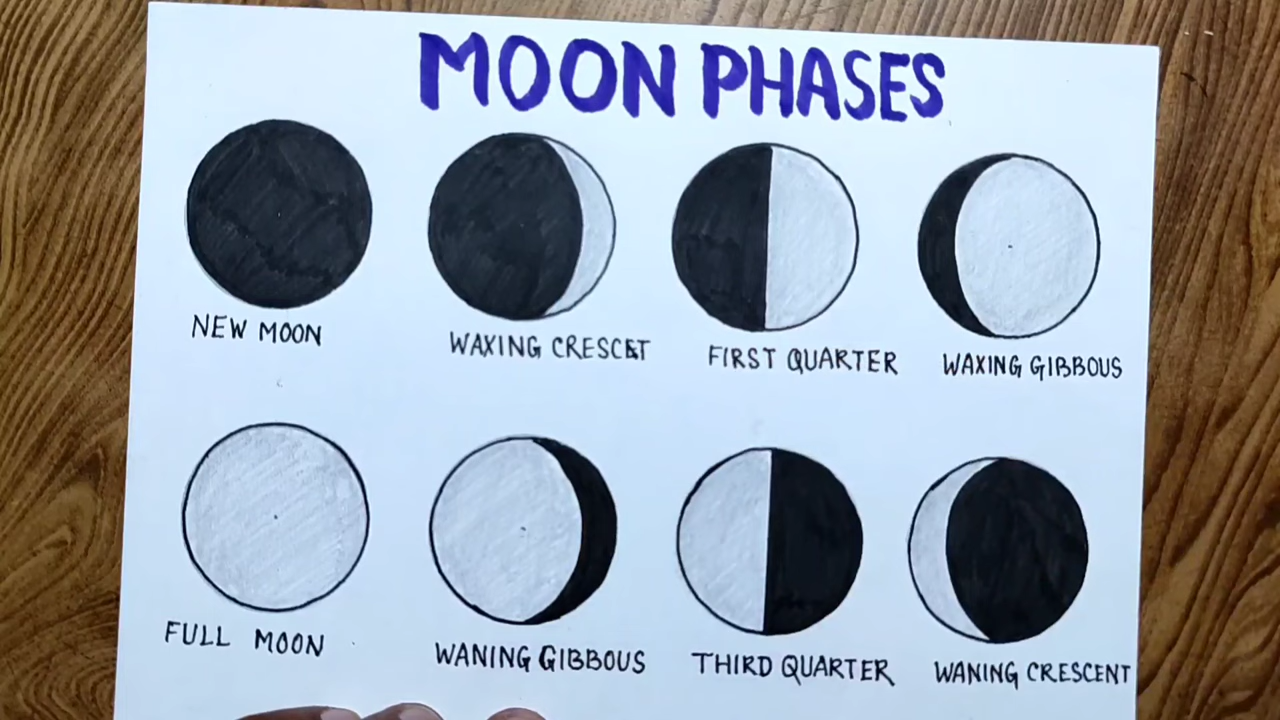 MOON PHASES
NEW MOON
WAXING CRESCET
FIRST QUARTER
WAXING GIBBOUS
FULL MOON
WANING GIBBOUS
THIRD QUARTER
WANING CRESCENT